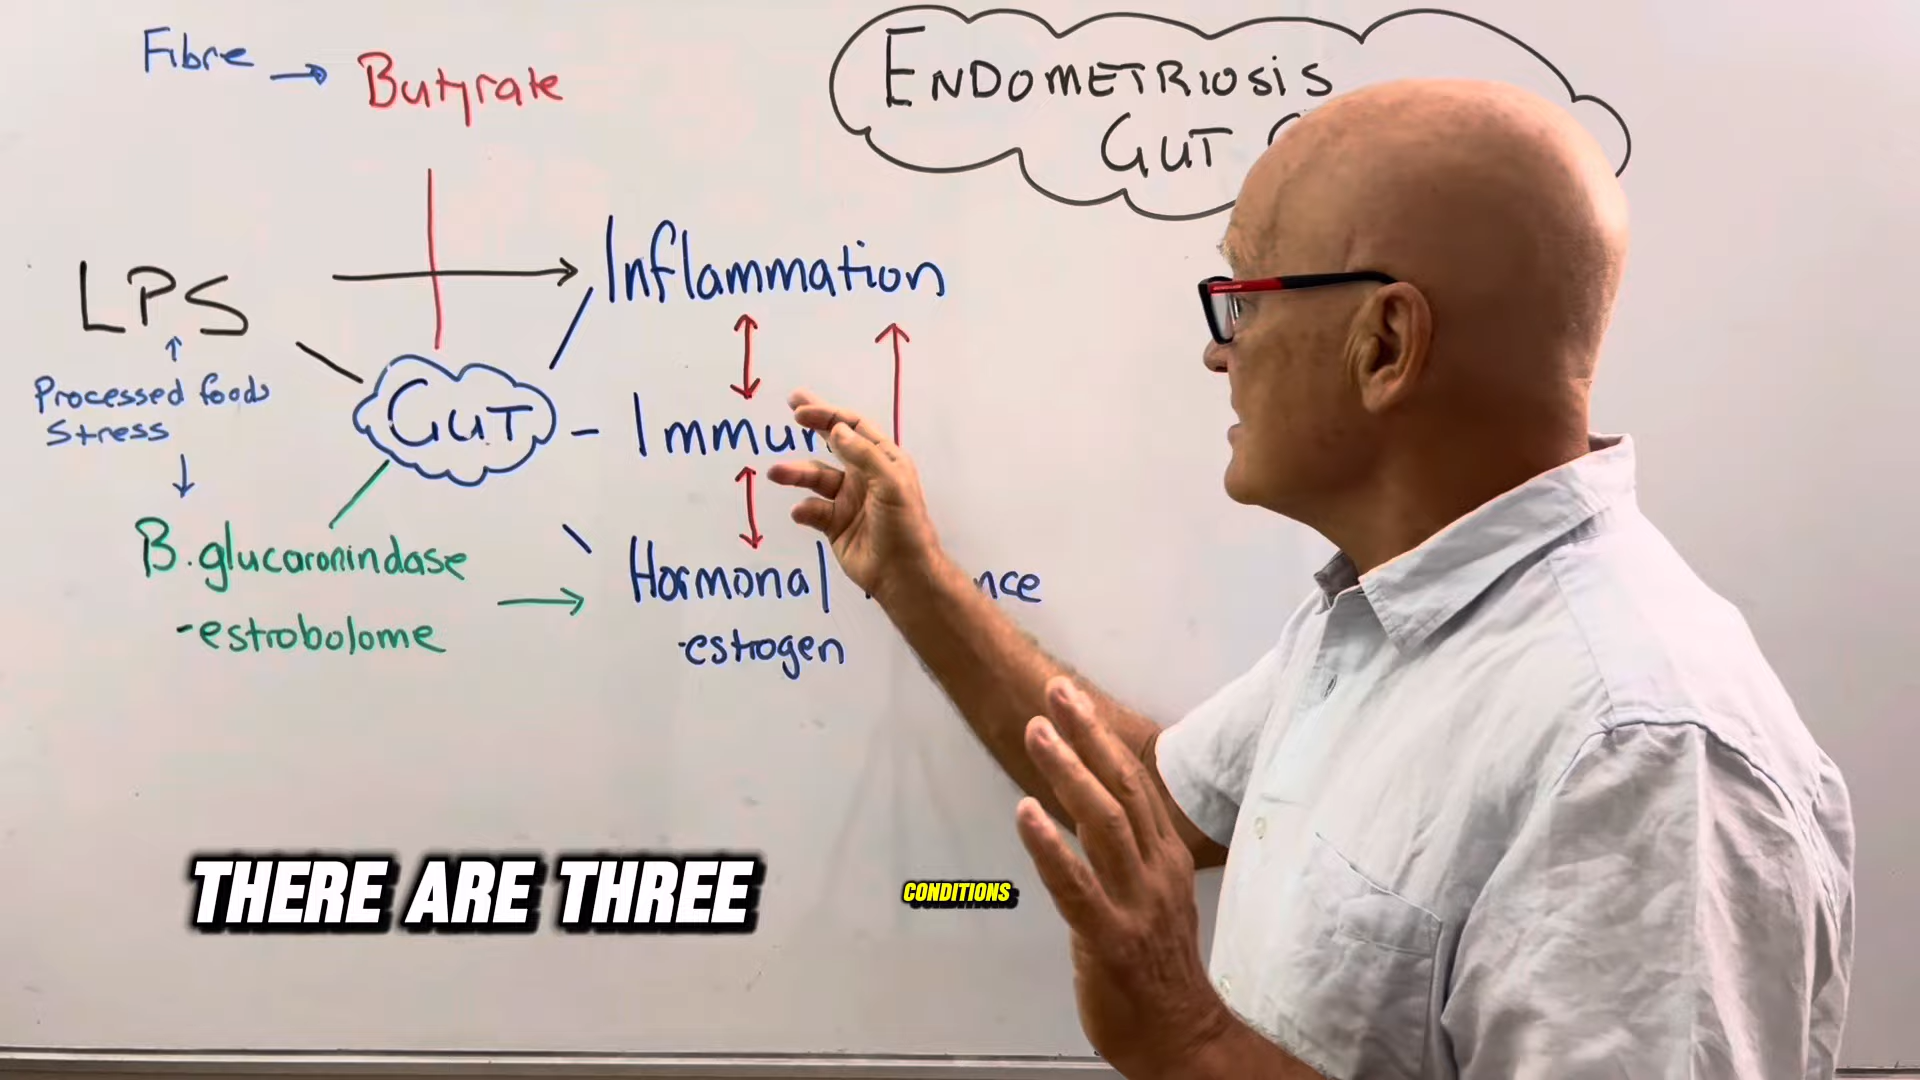 Fibre → Butyrate
ENDOMETRIOSIS
GUT
LPS
Inflammation
Processed foods
Stress
GUT
Immun
B.glucoronindase
-estrobolome
Hormonal nce
-estrogen
THERE ARE THREE CONDITIONS